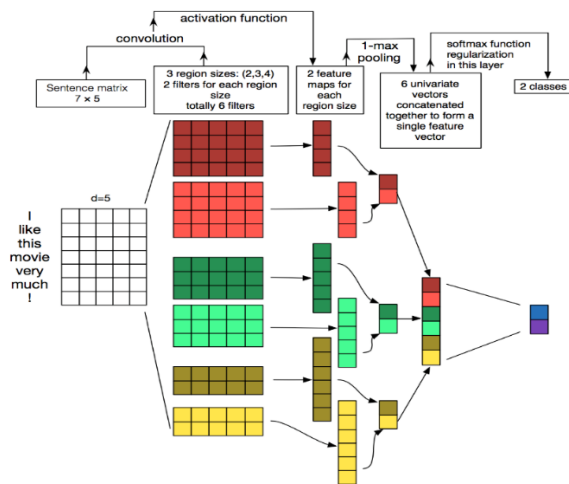 activation function
convolution
1-max
pooling
softmax function
regularization
in this layer
Sentence matrix
7 × 5
3 region sizes: (2,3,4)
2 filters for each region
size
totally 6 filters
2 feature
maps for
each
region size
6 univariate
vectors
concatenated
together to form a
single feature
vector
2 classes
d=5
I
like
this
movie
very
much
!